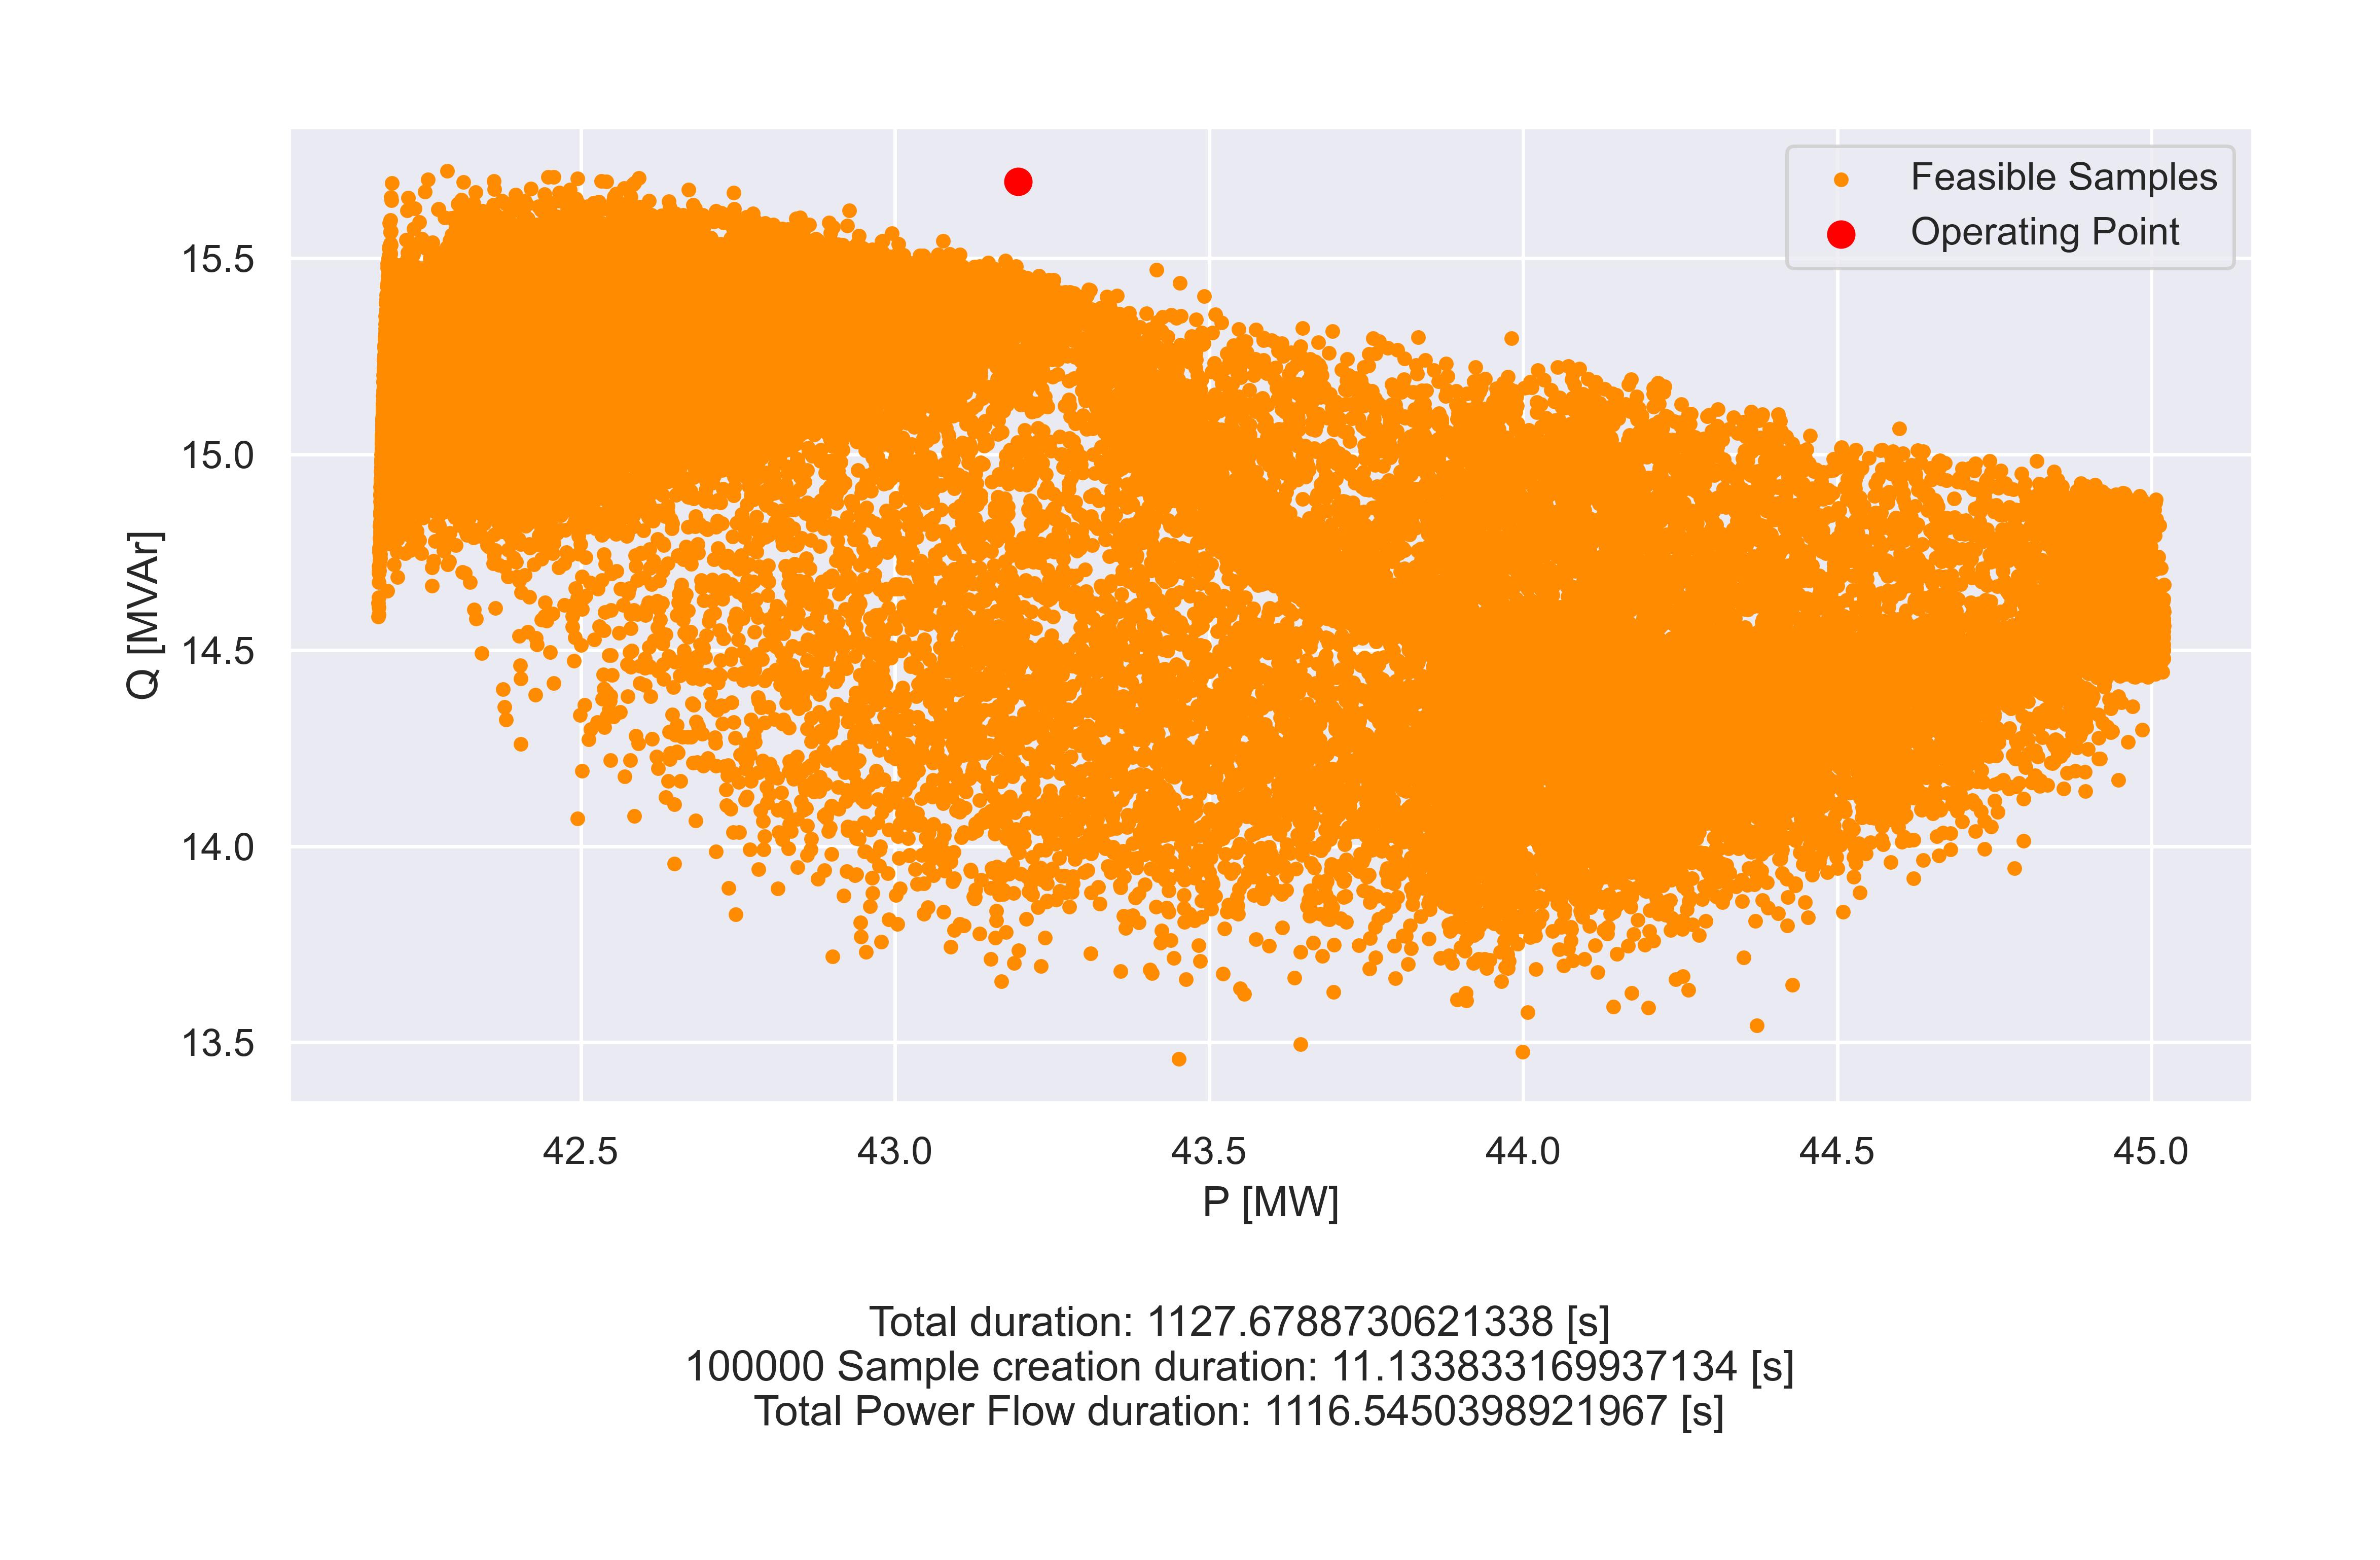 Feasible Samples
Operating Point
15.5
15.0
14.5
14.0
13.5
Q [MVAr]
42.5 43.0 43.5 44.0 44.5 45.0
P [MW]
Total duration: 1127.6788730621338 [s]
100000 Sample creation duration: 11.133833169937134 [s]
Total Power Flow duration: 1116.5450398921967 [s]